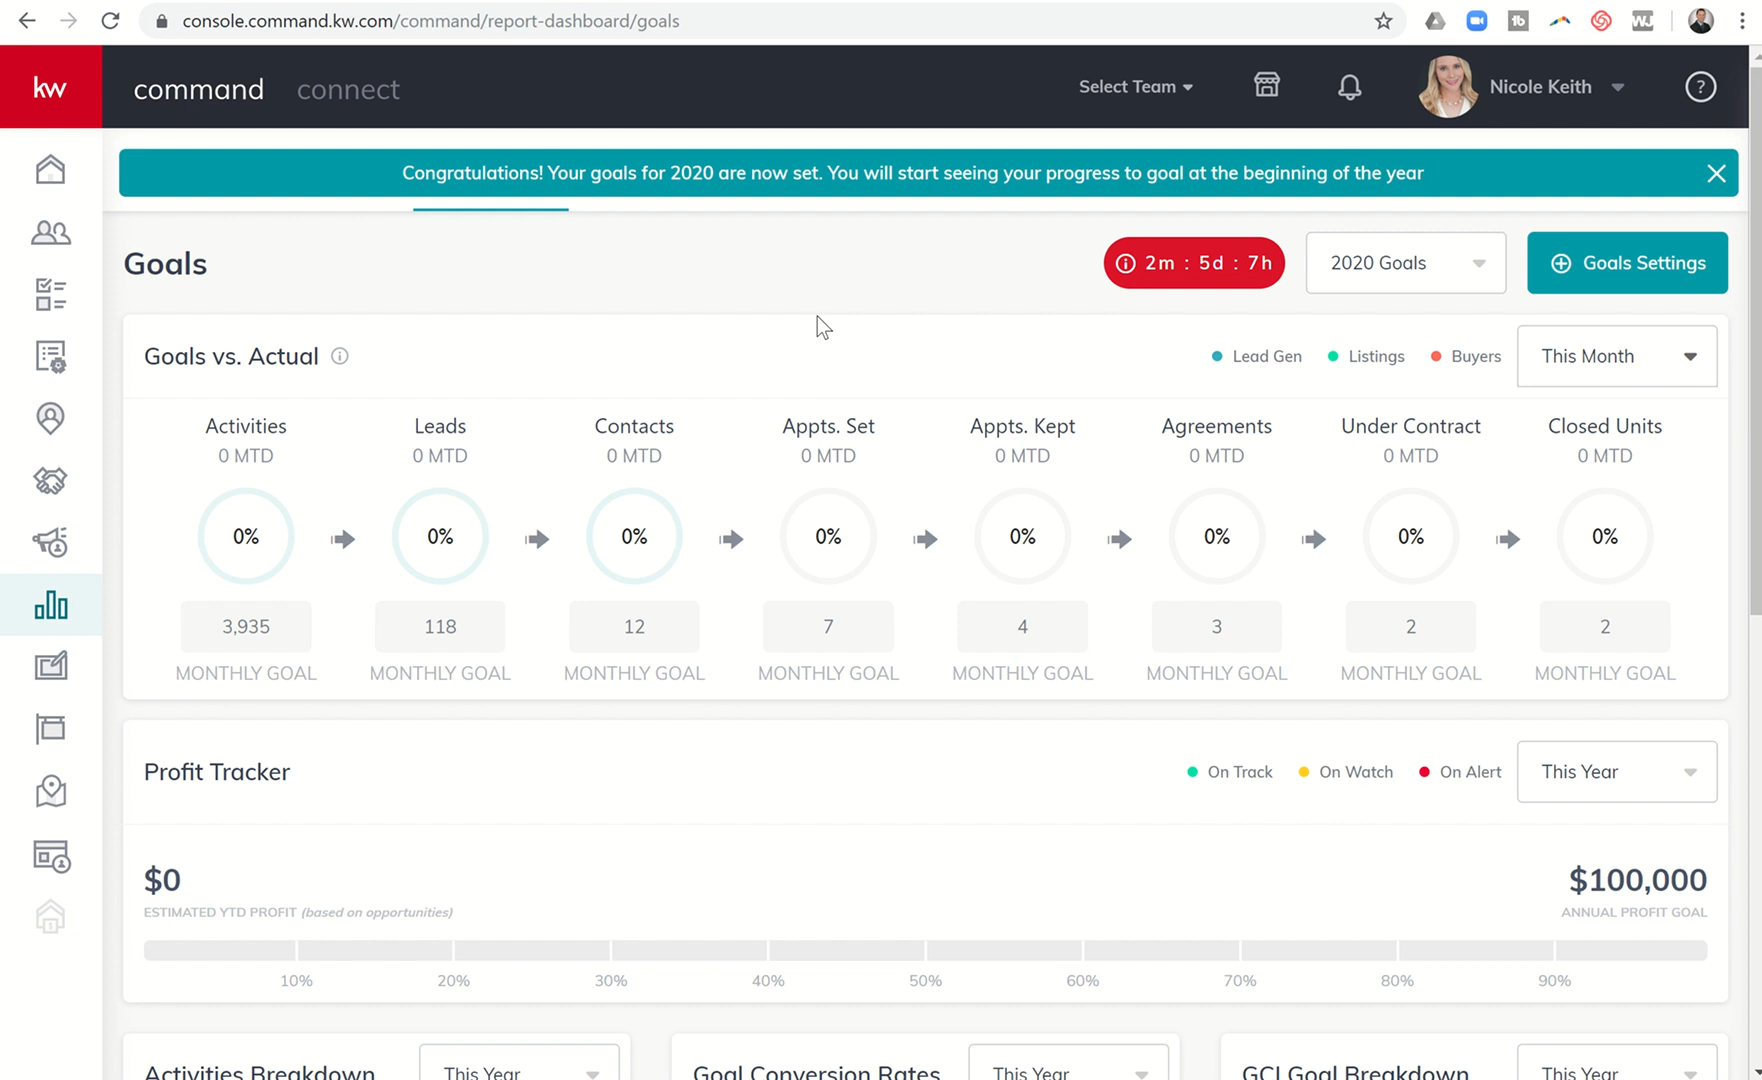 console.command.kw.com/command/report-dashboard/goals
kw
command
connect
Select Team
Nicole Keith
?
Congratulations! Your goals for 2020 are now set. You will start seeing your progress to goal at the beginning of the year
Goals
2m : 5d : 7h
2020 Goals
Goals Settings
Goals vs. Actual
Lead Gen
Listings
Buyers
This Month
Activities
Leads
Contacts
Appts. Set
Appts. Kept
Agreements
Under Contract
Closed Units
0 MTD
0 MTD
0 MTD
0 MTD
0 MTD
0 MTD
0 MTD
0 MTD
0%
0%
0%
0%
0%
0%
0%
0%
3,935
118
12
7
4
3
2
2
MONTHLY GOAL
MONTHLY GOAL
MONTHLY GOAL
MONTHLY GOAL
MONTHLY GOAL
MONTHLY GOAL
MONTHLY GOAL
MONTHLY GOAL
Profit Tracker
On Track
On Watch
On Alert
This Year
$0
$100,000
ESTIMATED YTD PROFIT (based on opportunities)
ANNUAL PROFIT GOAL
10%
20%
30%
40%
50%
60%
70%
80%
90%
Activities Breakdown
This Year
Goal Conversion Rates
This Year
GCI Goal Breakdown
This Year